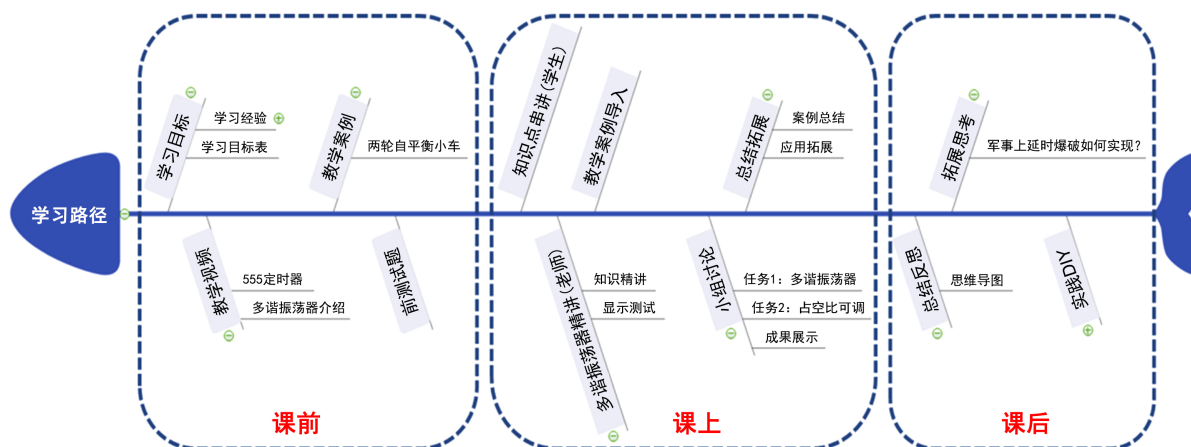 学习路径
学习目标
学习经验
学习目标表
教学案例
两轮自平衡小车
教学视频
555定时器
多谐振荡器介绍
前测试题
课前
知识点串讲(学生)
教学案例导入
总结拓展
案例总结
应用拓展
多谐振荡器精讲(老师)
知识精讲
显示测试
小组讨论
任务1: 多谐振荡器
任务2: 占空比可调
成果展示
课上
拓展思考
军事上延时爆破如何实现?
总结反思
思维导图
实践DIY
课后